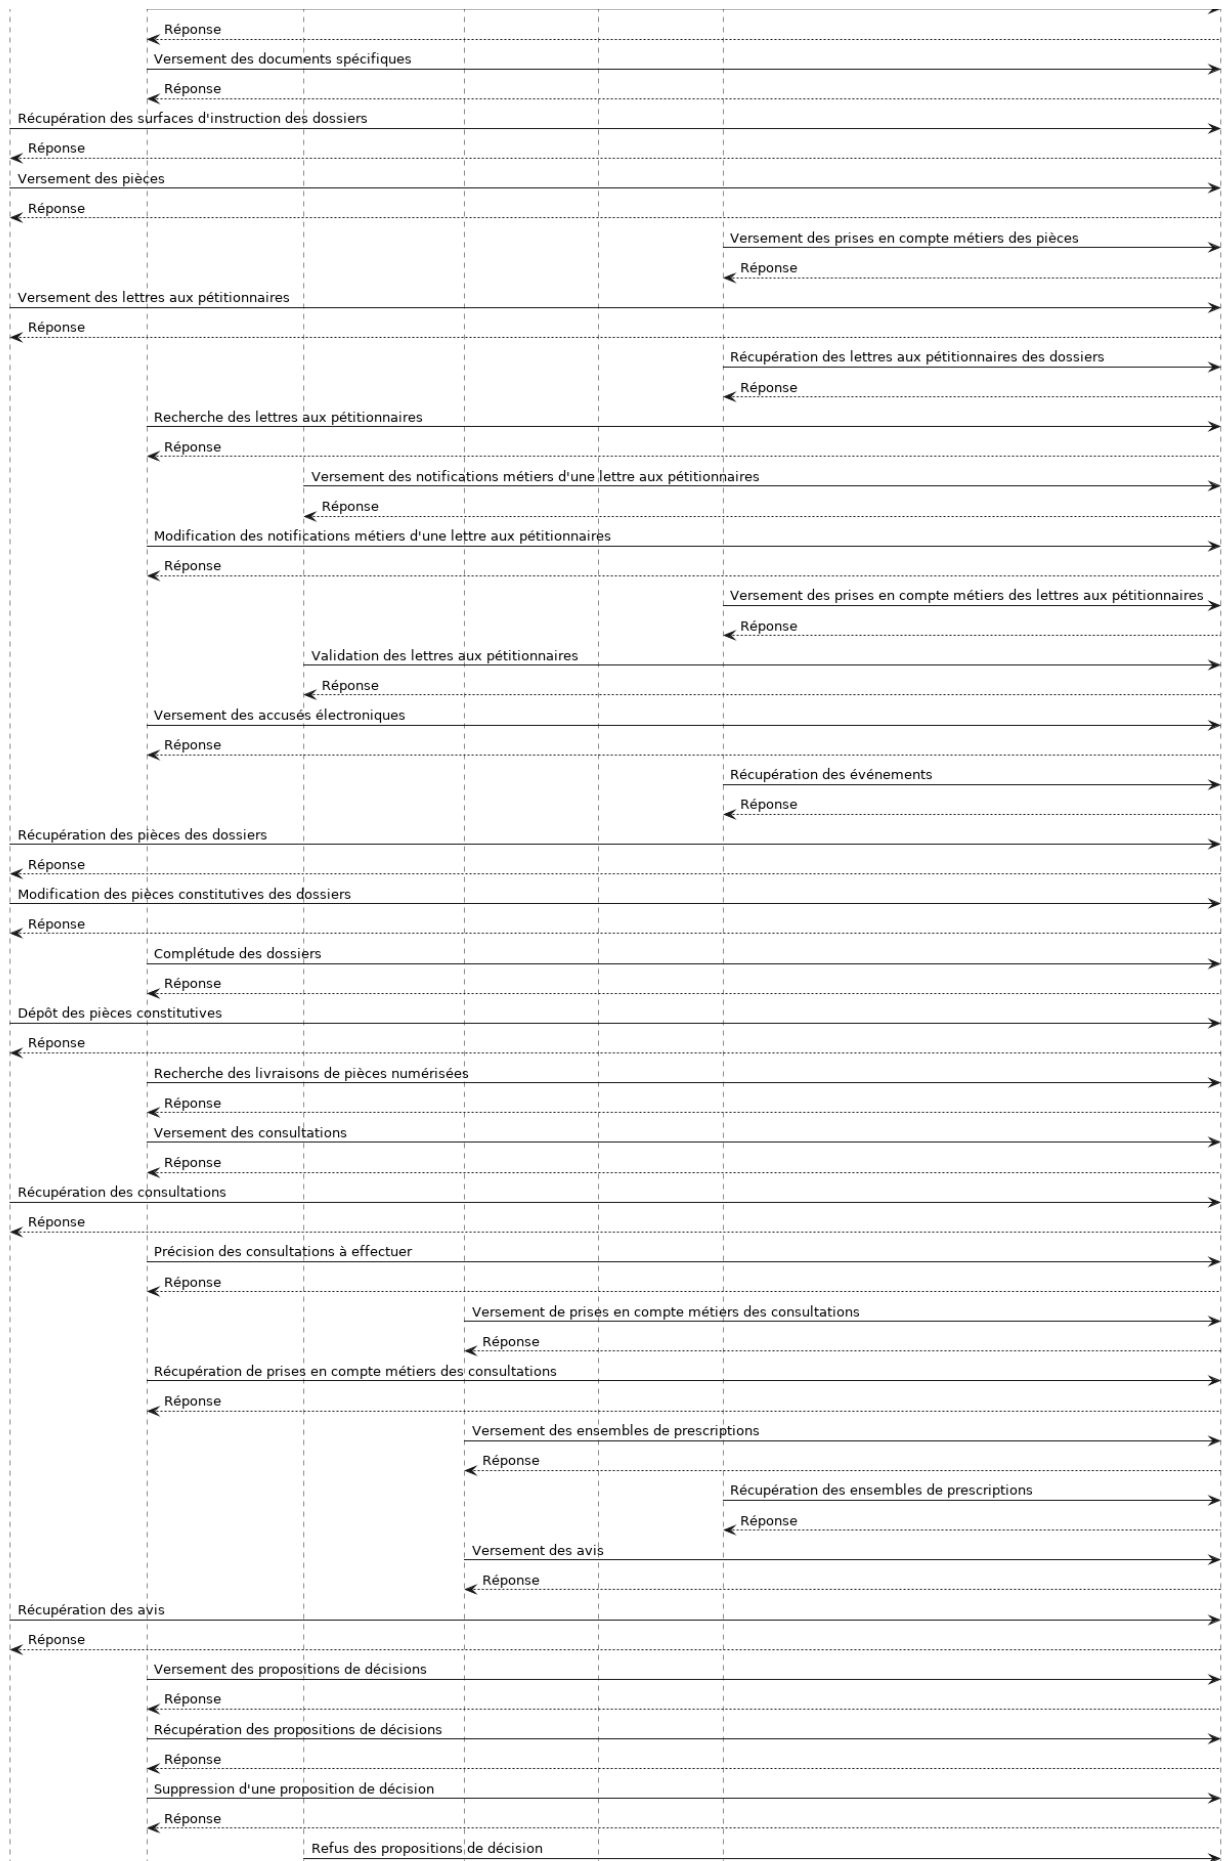 Réponse
Versement des documents spécifiques
Réponse
Récupération des surfaces d'instruction des dossiers
Réponse
Versement des pièces
Réponse
Versement des prises en compte métiers des pièces
Réponse
Versement des lettres aux pétitionnaires
Réponse
Récupération des lettres aux pétitionnaires des dossiers
Réponse
Recherche des lettres aux pétitionnaires
Réponse
Versement des notifications métiers d'une lettre aux pétitionnaires
Réponse
Modification des notifications métiers d'une lettre aux pétitionnaires
Réponse
Versement des prises en compte métiers des lettres aux pétitionnaires
Réponse
Validation des lettres aux pétitionnaires
Réponse
Versement des accusés électroniques
Réponse
Récupération des événements
Réponse
Récupération des pièces des dossiers
Réponse
Modification des pièces constitutives des dossiers
Réponse
Complétude des dossiers
Réponse
Dépôt des pièces constitutives
Réponse
Recherche des livraisons de pièces numérisées
Réponse
Versement des consultations
Réponse
Récupération des consultations
Réponse
Précision des consultations à effectuer
Réponse
Versement de prises en compte métiers des consultations
Réponse
Récupération de prises en compte métiers des consultations
Réponse
Versement des ensembles de prescriptions
Réponse
Récupération des ensembles de prescriptions
Réponse
Versement des avis
Réponse
Récupération des avis
Réponse
Versement des propositions de décisions
Réponse
Récupération des propositions de décisions
Réponse
Suppression d'une proposition de décision
Réponse
Refus des propositions de décision